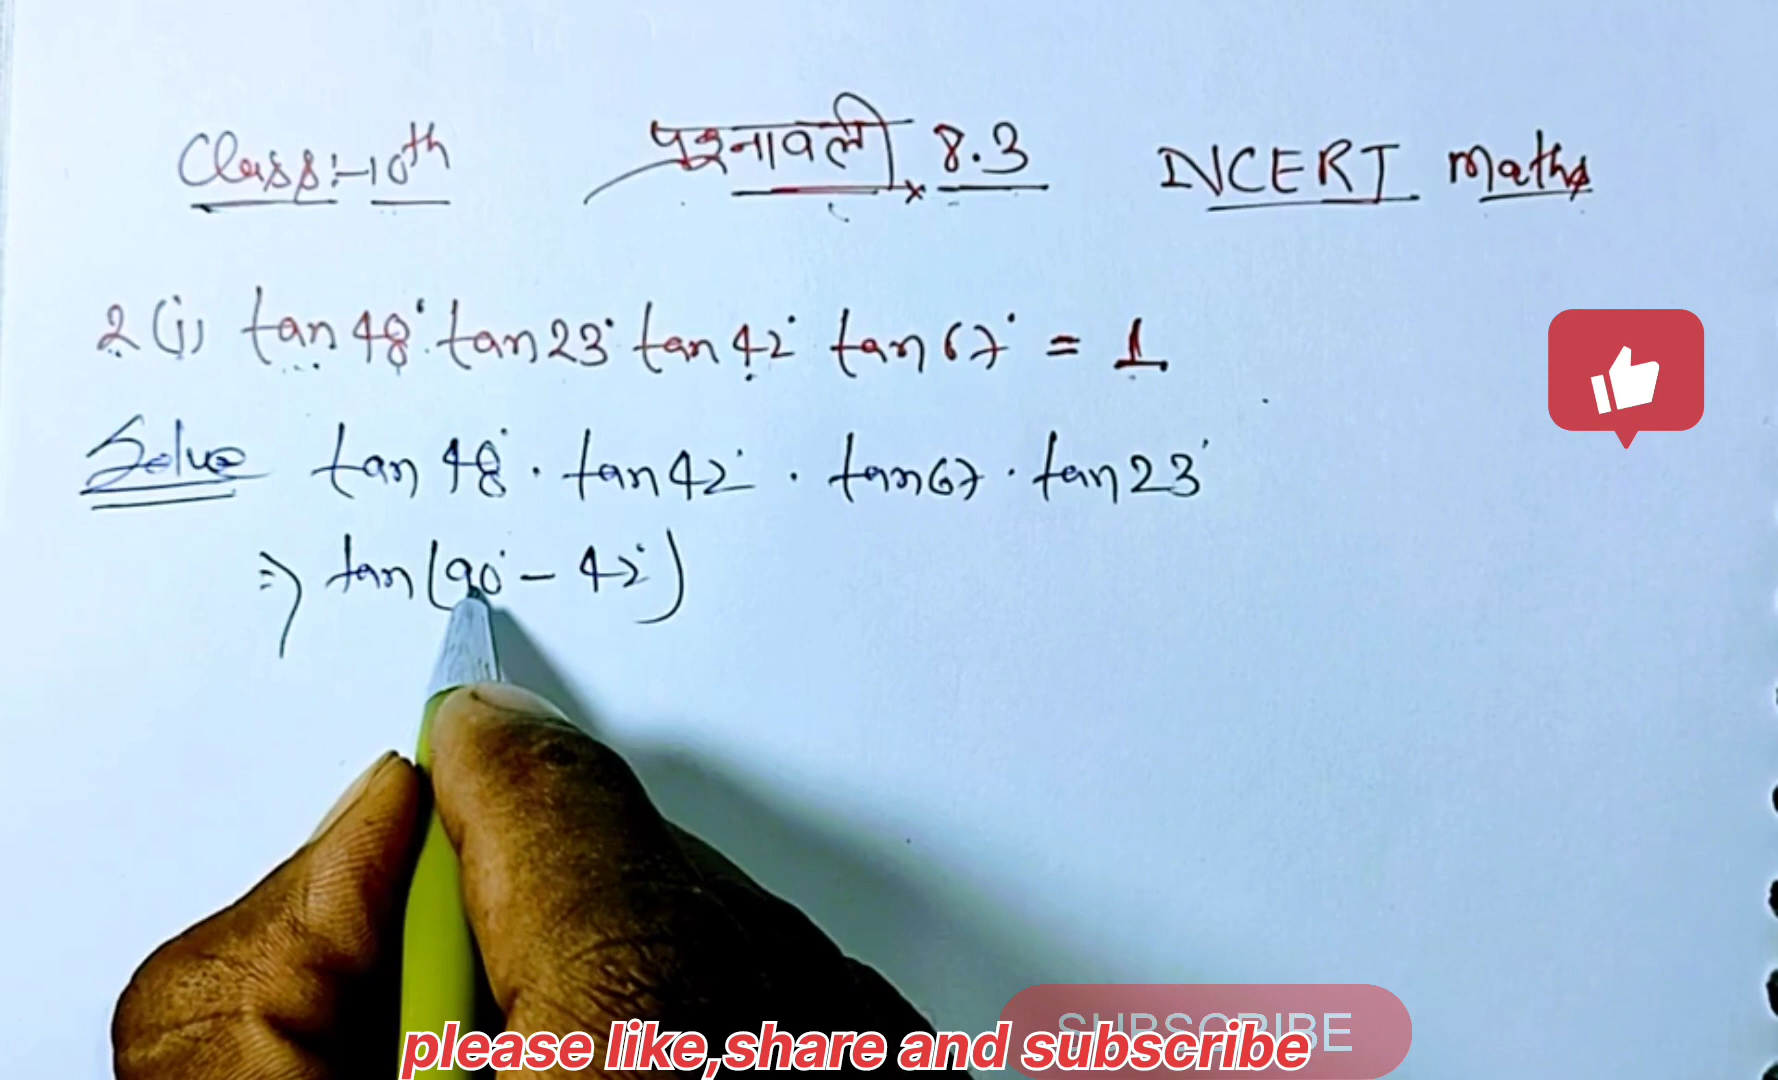 Class:-10th प्रश्नावली 8.3 NCERT Maths
2(i) tan 48° tan 23° tan 42° tan 67° = 1
Solve tan 48° · tan 42° · tan 67 · tan 23°
⇒ tan (90° - 42°)
SUBSCRIBE
please like,share and subscribe